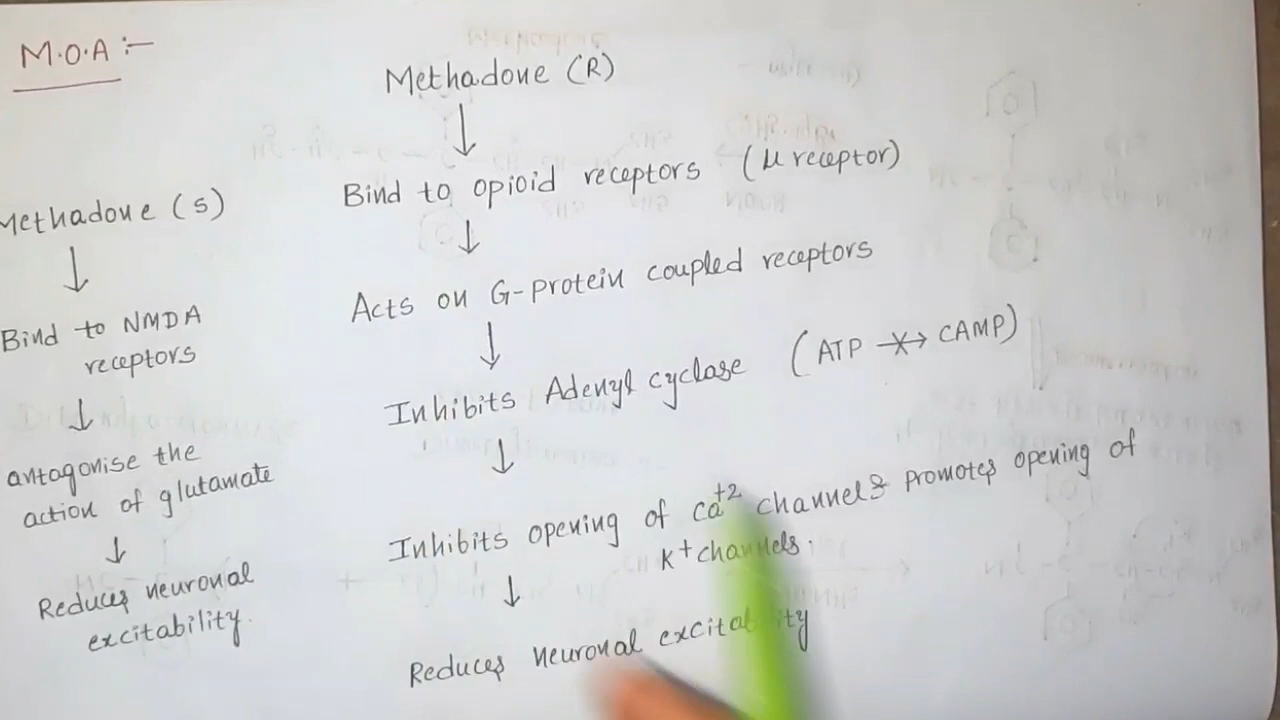 M.O.A :-
Methadone (R)
Bind to opioid receptors (μ receptor)
Acts on G-protein coupled receptors
Inhibits Adenyl cyclase (ATP -X-> CAMP)
Inhibits opening of Ca+2 channels & promotes opening of
K+ channels.
Reduces neuronal excitability
Methadone (S)
Bind to NMDA
receptors
antagonise the
action of glutamate
Reduces neuronal
excitability.